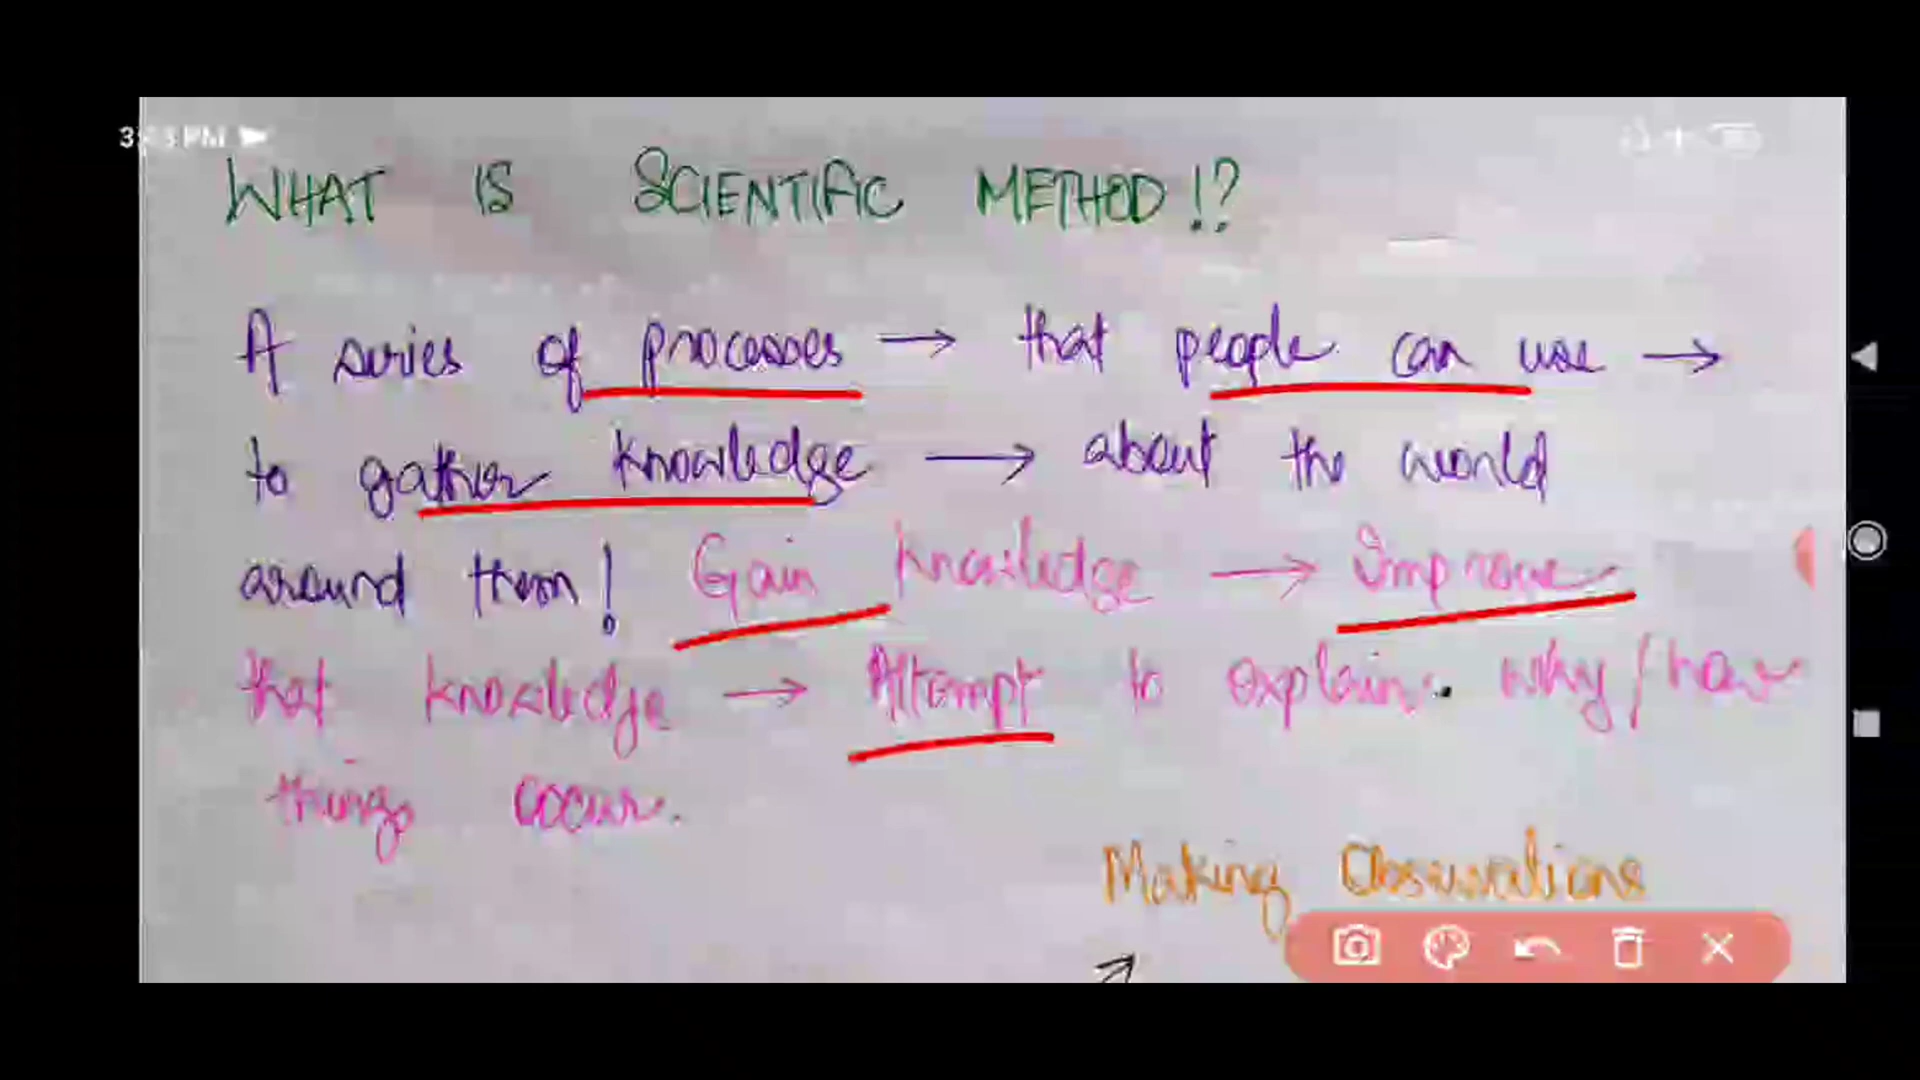 WHAT IS SCIENTIFIC METHOD!?
A series of processes → that people can use →
to gather knowledge → about the world
around them! Gain knowledge → Improve
that knowledge → Attempt to explain why/how
things occur.
Making Observations